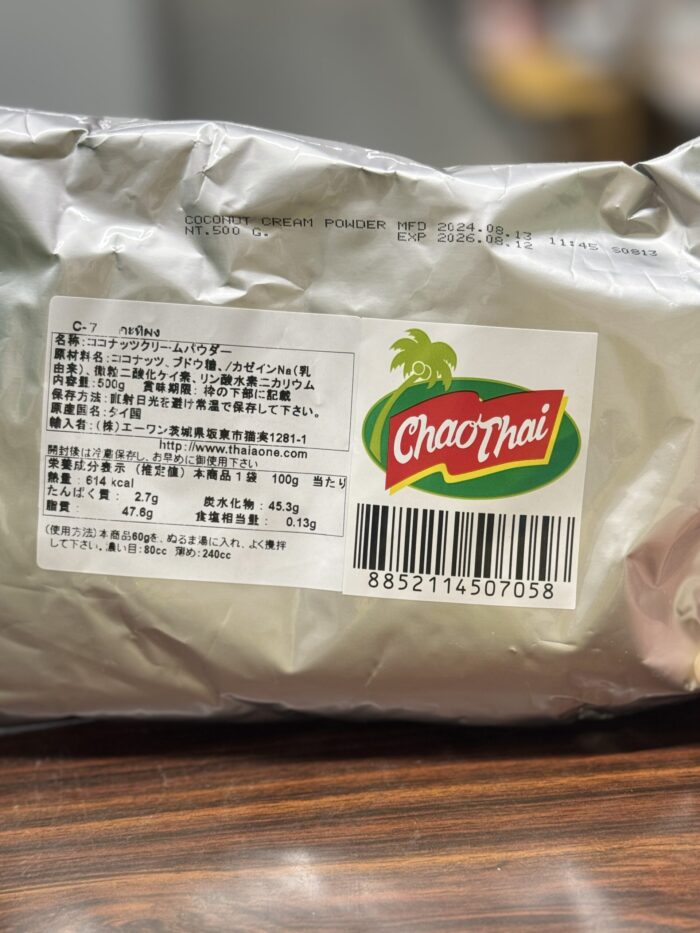 COCONUT CREAM POWDER MFD 2024.08.13
NT.500 G. EXP 2026.08.12 11:45 S0813
C-7 กะทิผง
名称:ココナッツクリームパウダー
原材料名:ココナッツ、ブドウ糖、/カゼインNa(乳
由来)、微粒二酸化ケイ素、リン酸水素二カリウム
内容量:500g 賞味期限: 枠の下部に記載
保存方法:直射日光を避け常温で保存して下さい。
原産国名:タイ国
輸入者:(株)エーワン茨城県坂東市猫実1281-1
http://www.thaiaone.com
開封後は冷蔵保存し、お早めに御使用下さい
栄養成分表示 (推定値) 本商品1袋 100g 当たり
熱量: 614 kcal
たんぱく質: 2.7g 炭水化物:45.3g
脂質 47.6g 食塩相当量: 0.13g
(使用方法)本商品60gを、ぬるま湯に入れ、よく攪拌
して下さい。濃い目:80cc 薄め:240cc
Chao Thai
8852114507058